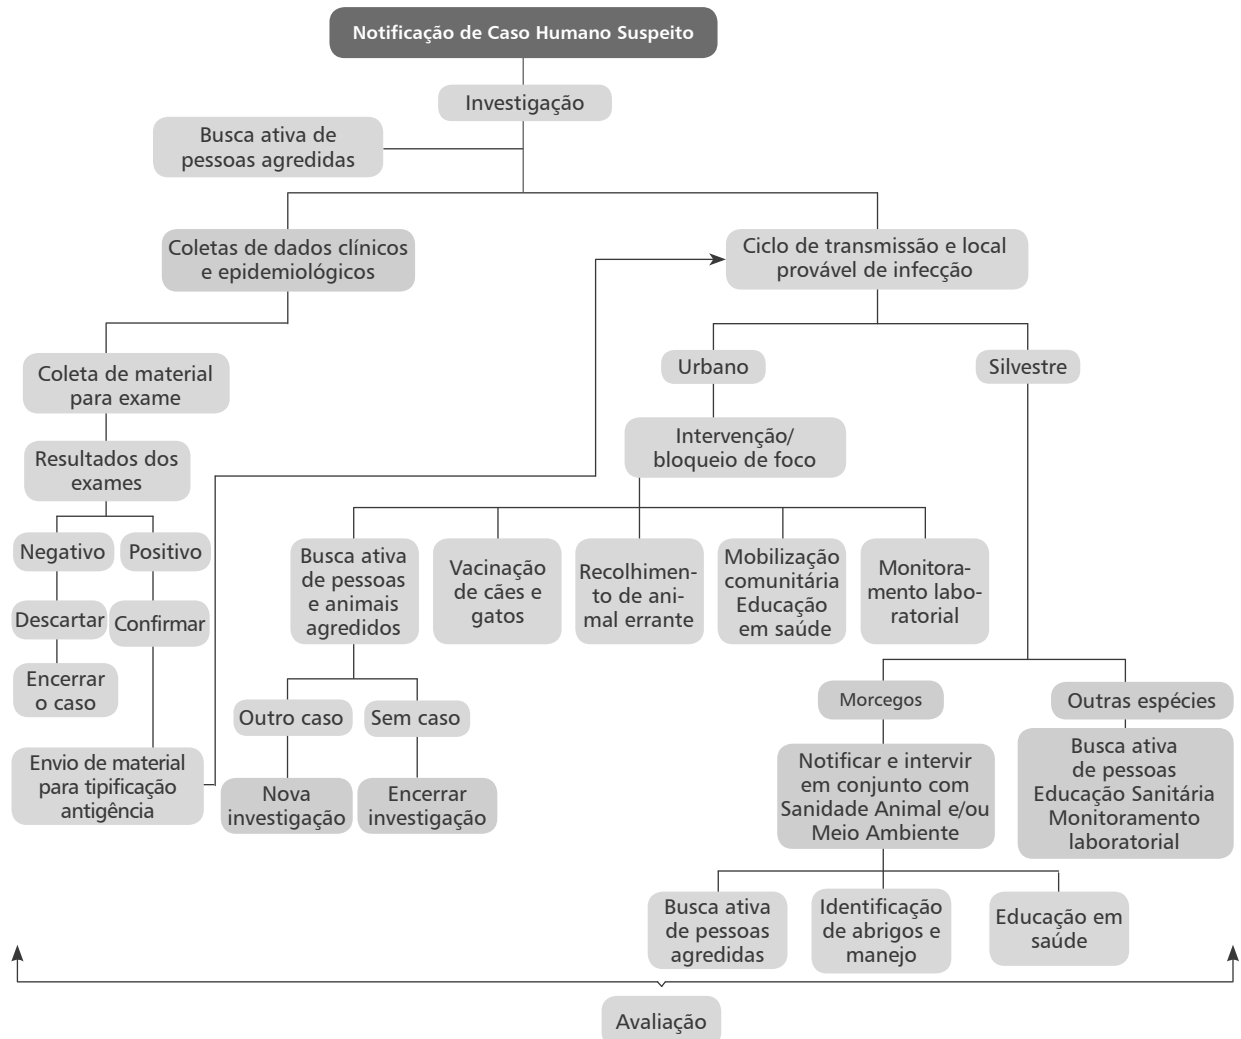 Notificação de Caso Humano Suspeito
Investigação
Busca ativa de
pessoas agredidas
Coletas de dados clínicos
e epidemiológicos
Ciclo de transmissão e local
provável de infecção
Coleta de material
para exame
Urbano
Silvestre
Resultados dos
exames
Intervenção/
bloqueio de foco
Negativo
Positivo
Descartar
Confirmar
Encerrar
o caso
Envio de material
para tipificação
antigência
Busca ativa
de pessoas
e animais
agredidos
Vacinação
de cães e
gatos
Recolhimen-
to de ani-
mal errante
Mobilização
comunitária
Educação
em saúde
Monitora-
mento labo-
ratorial
Outro caso
Sem caso
Nova
investigação
Encerrar
investigação
Morcegos
Outras espécies
Notificar e intervir
em conjunto com
Sanidade Animal e/ou
Meio Ambiente
Busca ativa
de pessoas
Educação Sanitária
Monitoramento
laboratorial
Busca ativa
de pessoas
agredidas
Identificação
de abrigos e
manejo
Educação em
saúde
Avaliação